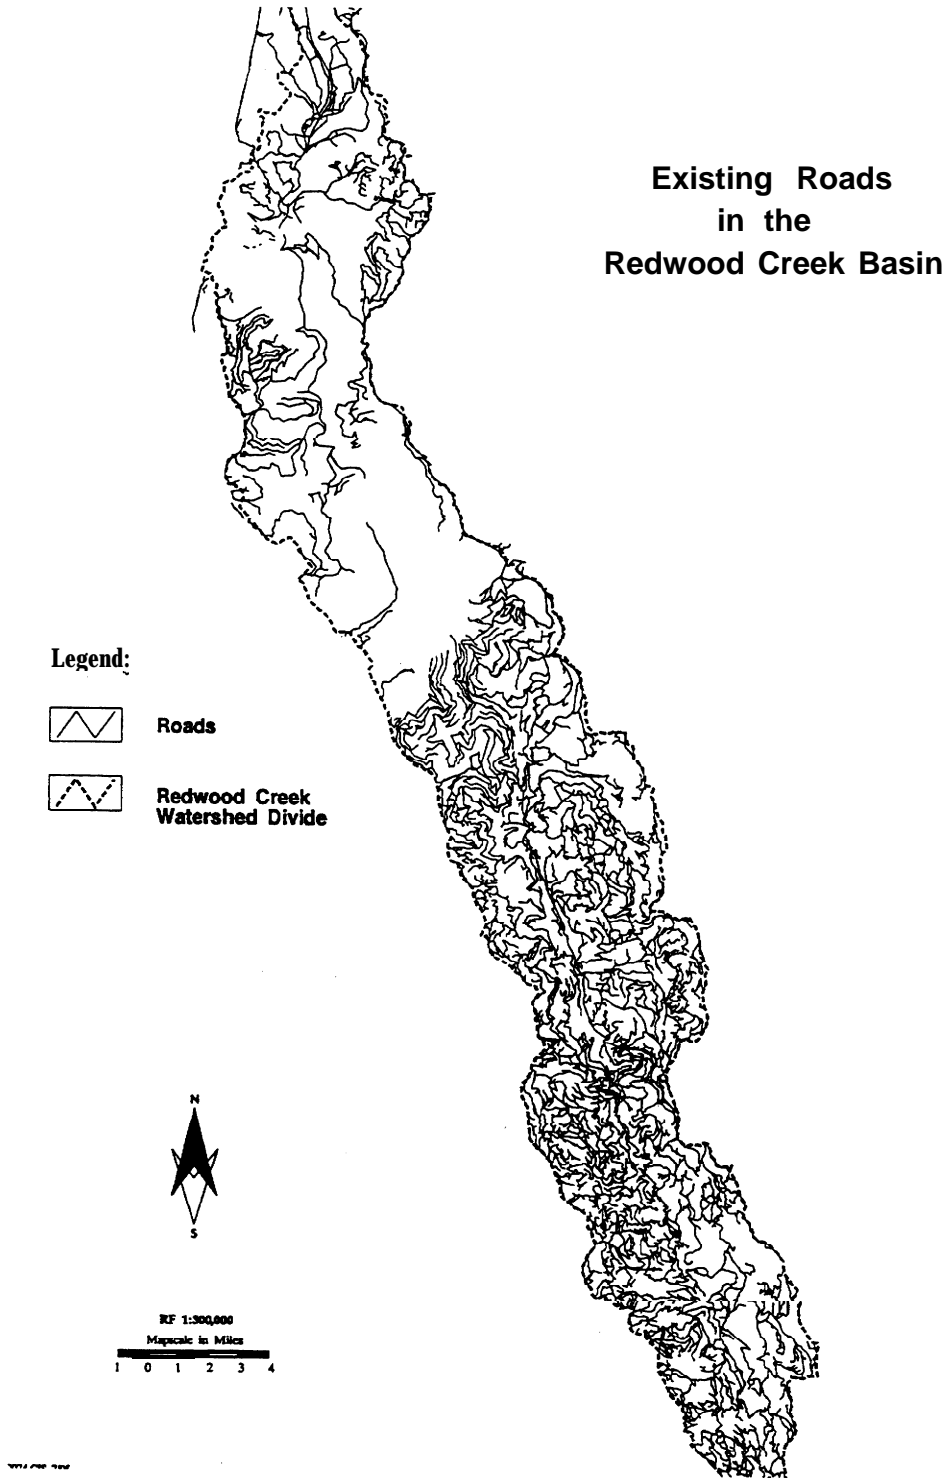 Existing Roads
in the
Redwood Creek Basin
Legend:
Roads
Redwood Creek
Watershed Divide
N
S
RF 1:300,000
Mapscale in Miles
1 0 1 2 3 4